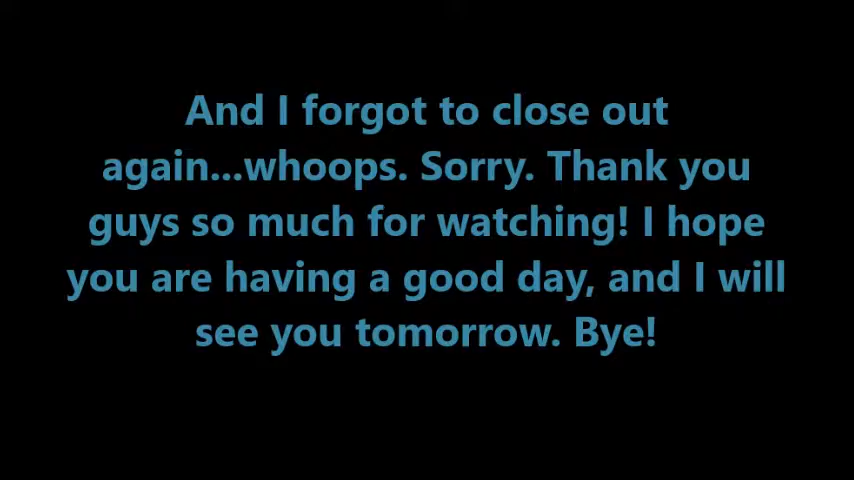 And I forgot to close out
again...whoops. Sorry. Thank you
guys so much for watching! I hope
you are having a good day, and I will
see you tomorrow. Bye!